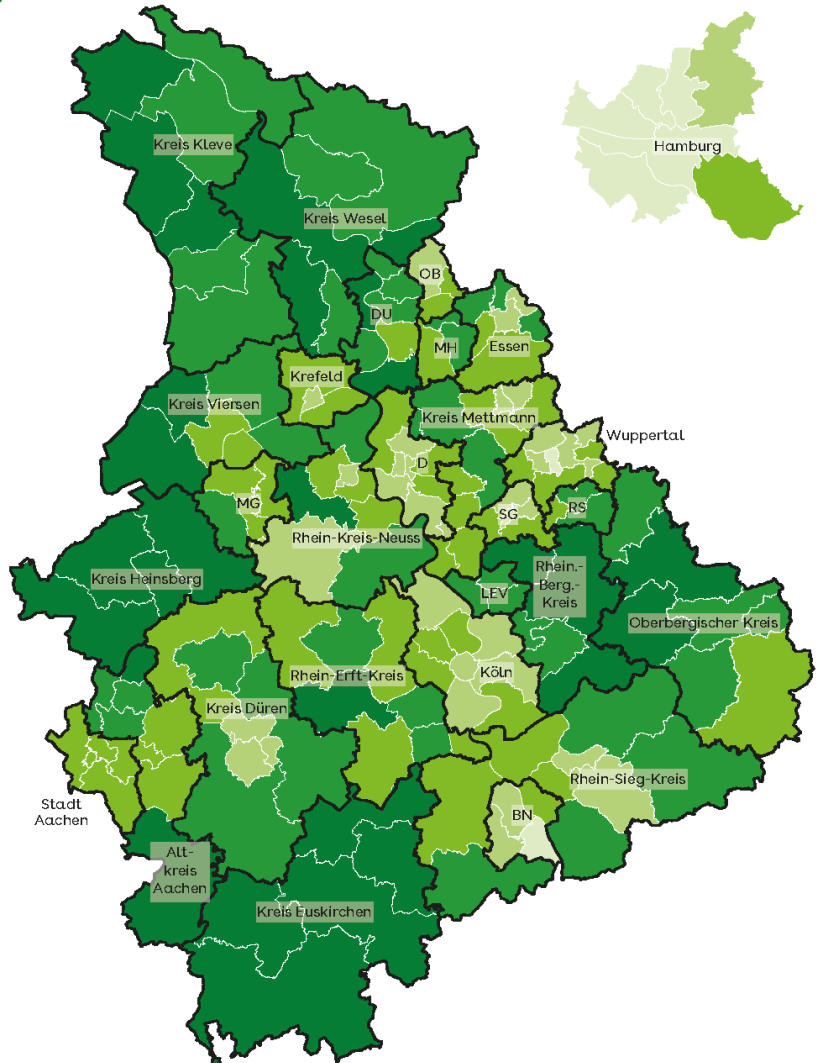 Hamburg
Kreis Kleve
Kreis Wesel
OB
DU
MH
Essen
Krefeld
Kreis Viersen
Kreis Mettmann
Wuppertal
D
MG
SG
RS
Rhein-Kreis-Neuss
Rhein.-
Berg.-
Kreis
Kreis Heinsberg
LEV
Oberbergischer Kreis
Köln
Rhein-Erft-Kreis
Kreis Düren
Rhein-Sieg-Kreis
Stadt
Aachen
BN
Alt-
kreis
Aachen
Kreis Euskirchen